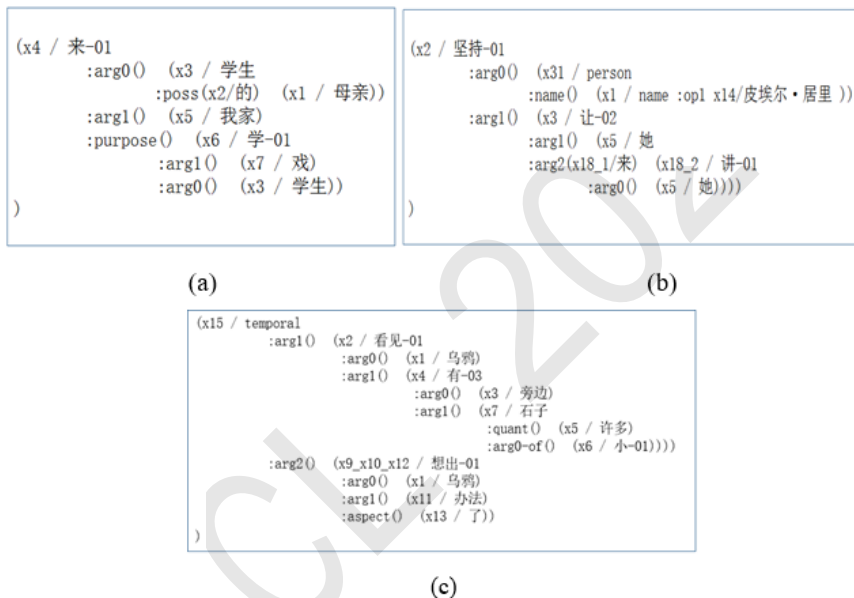 (x4 / 来-01
:arg0() (x3 / 学生
:poss(x2/的) (x1 / 母亲))
:arg1() (x5 / 我家)
:purpose() (x6 / 学-01
:arg1() (x7 / 戏)
:arg0() (x3 / 学生))
)
(a)
(x2 / 坚持-01
:arg0() (x31 / person
:name() (x1 / name :op1 x14/皮埃尔·居里 ))
:arg1() (x3 / 让-02
:arg1() (x5 / 她
:arg2(x18_1/来) (x18_2 / 讲-01
:arg0() (x5 / 她))))
)
(b)
(x15 / temporal
:arg1() (x2 / 看见-01
:arg0() (x1 / 乌鸦)
:arg1() (x4 / 有-03
:arg0() (x3 / 旁边)
:arg1() (x7 / 石子
:quant() (x5 / 许多)
:arg0-of() (x6 / 小-01))))
:arg2() (x9_x10_x12 / 想出-01
:arg0() (x1 / 乌鸦)
:arg1() (x11 / 办法)
:aspect() (x13 / 了))
)
(c)